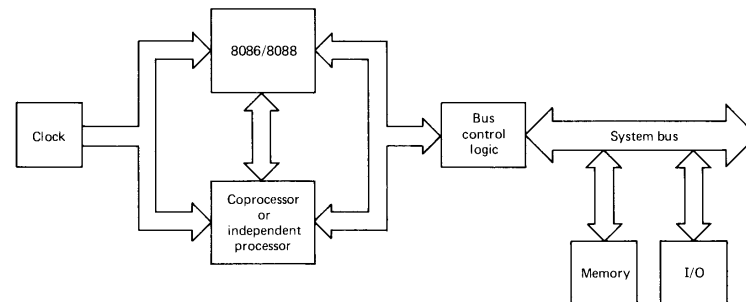 8086/8088
Clock
Bus
control
logic
System bus
Coprocessor
or
independent
processor
Memory
I/O